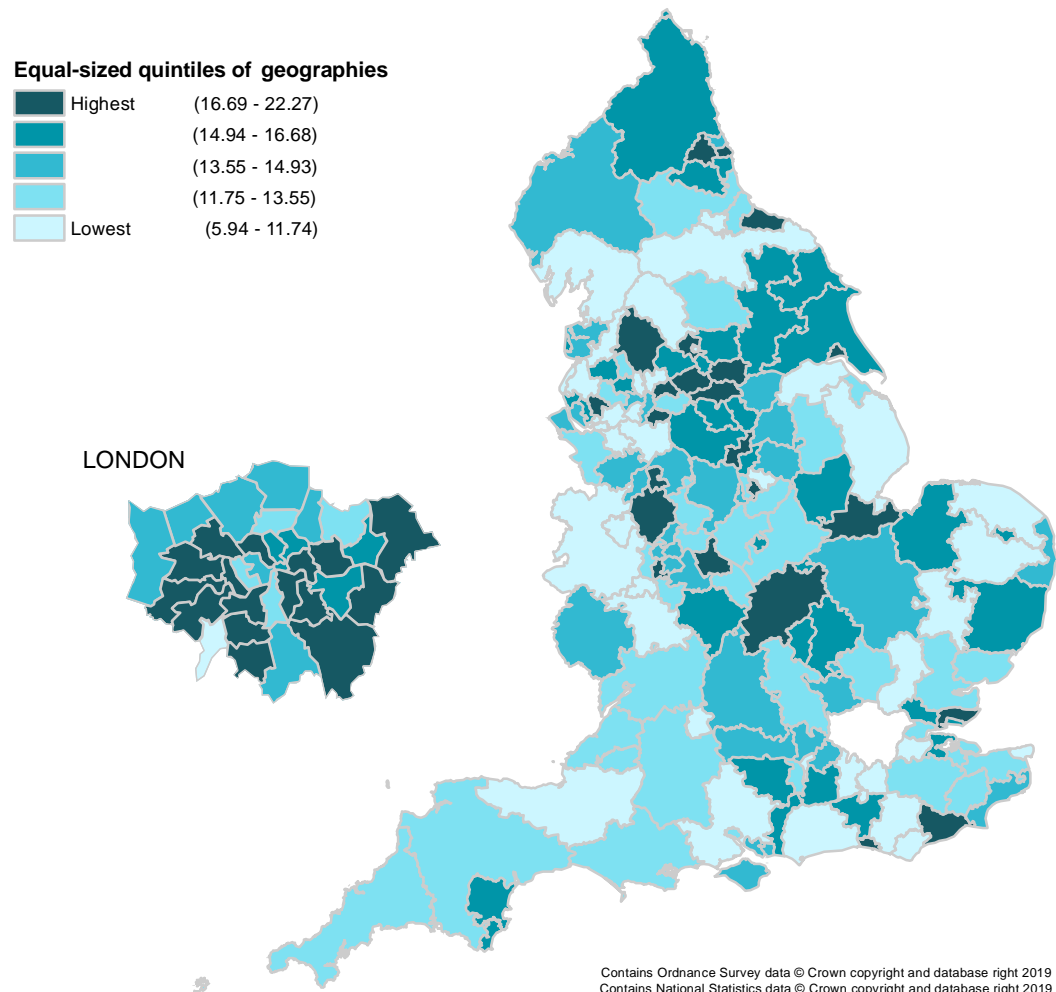 Equal-sized quintiles of geographies
Highest (16.69 - 22.27)
(14.94 - 16.68)
(13.55 - 14.93)
(11.75 - 13.55)
Lowest (5.94 - 11.74)
LONDON
Contains Ordnance Survey data © Crown copyright and database right 2019
Contains National Statistics data © Crown copyright and database right 2019